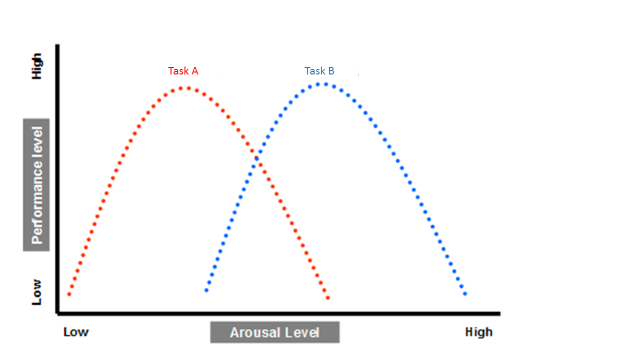 Task A
Task B
High
Performance level
Low
Low
Arousal Level
High